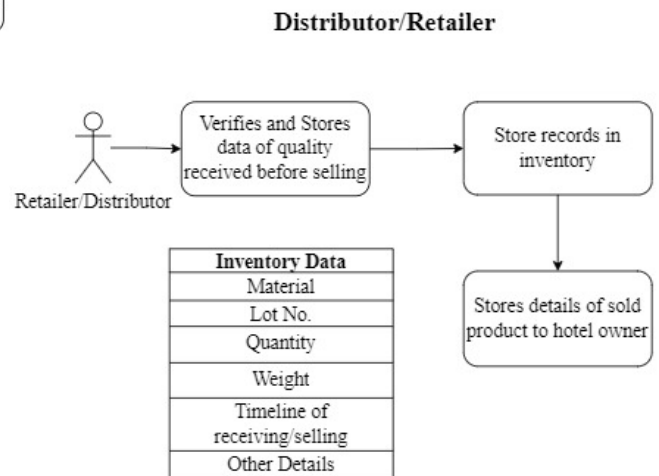 Distributor/Retailer
Verifies and Stores
data of quality
received before selling
Store records in
inventory
Retailer/Distributor
Inventory Data
Material
Lot No.
Quantity
Weight
Timeline of
receiving/selling
Other Details
Stores details of sold
product to hotel owner